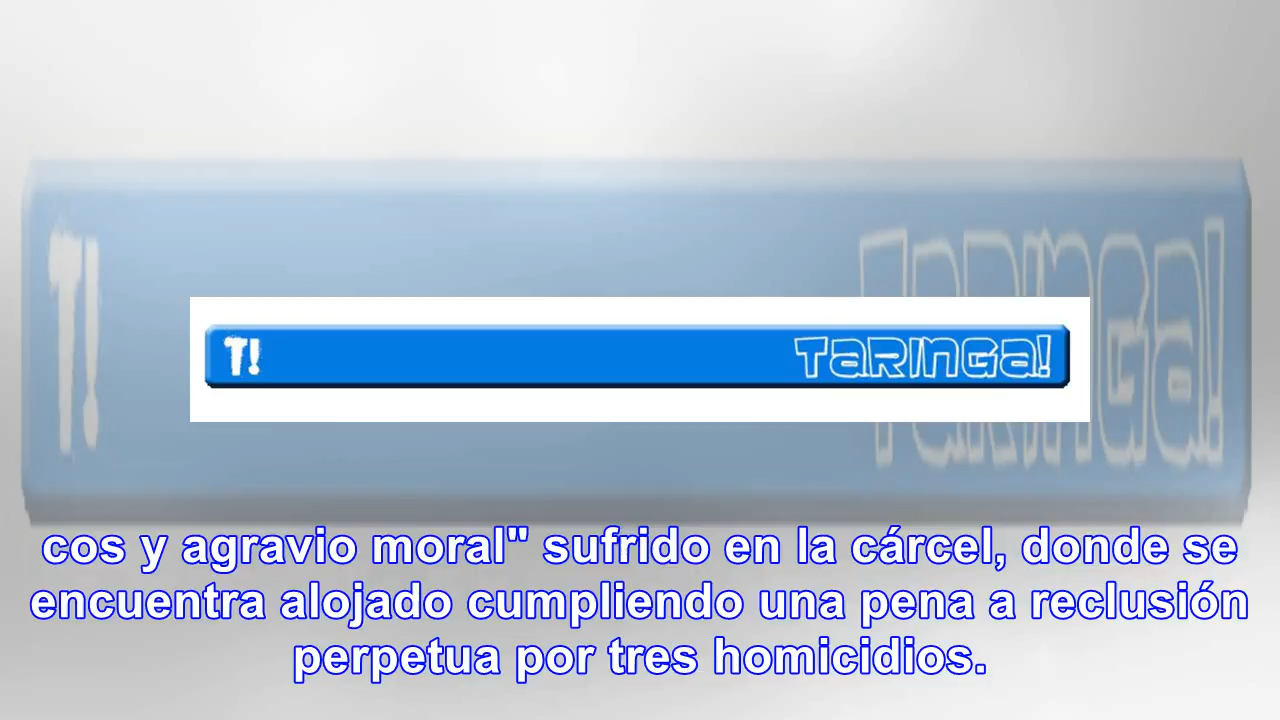 T! TaRINGa!
T! TaRINGa!
cos y agravio moral" sufrido en la cárcel, donde se
encuentra alojado cumpliendo una pena a reclusión
perpetua por tres homicidios.